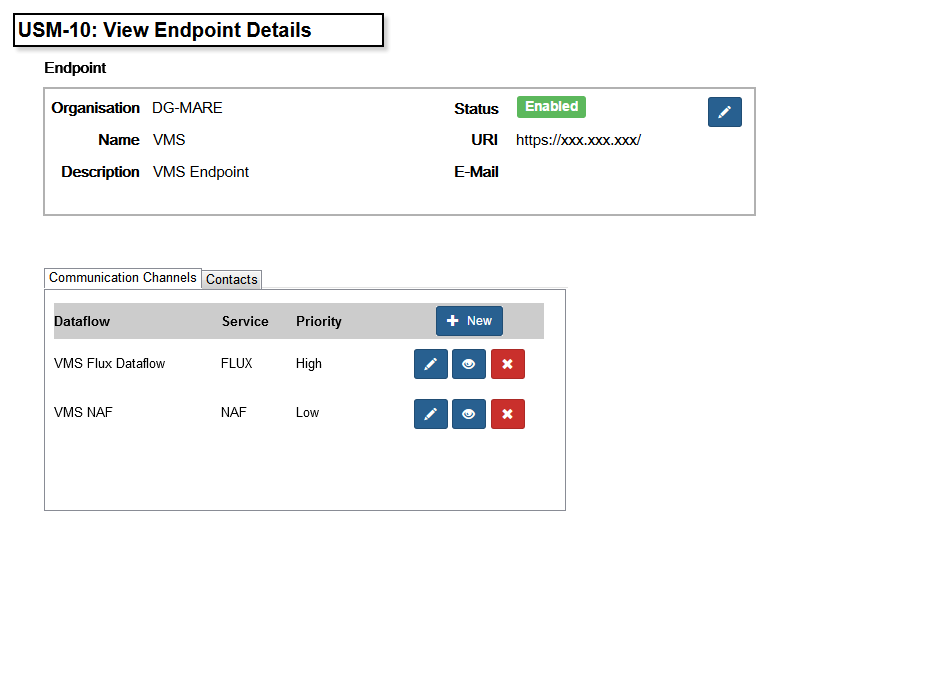 USM-10: View Endpoint Details
Endpoint
Organisation DG-MARE Status Enabled
Name VMS URI https://xxx.xxx.xxx/
Description VMS Endpoint E-Mail
Communication Channels Contacts
Dataflow Service Priority New
VMS Flux Dataflow FLUX High
VMS NAF NAF Low